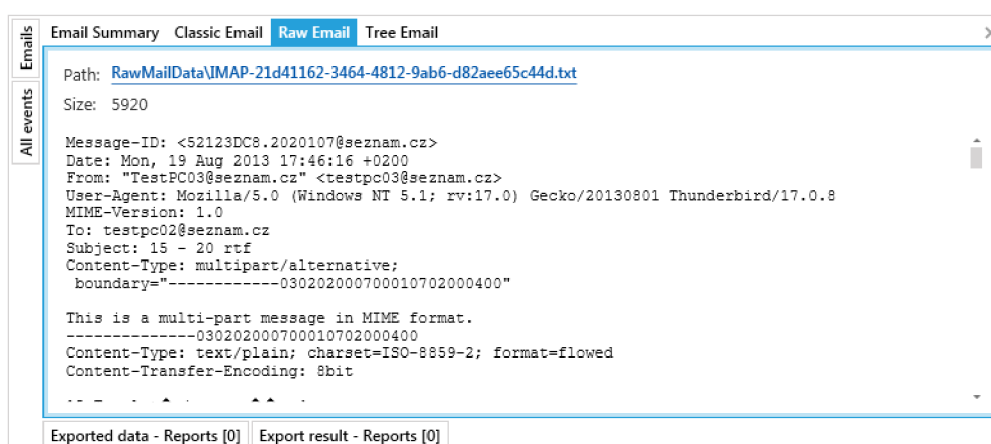 Emails
All events
Email Summary Classic Email Raw Email Tree Email
Path: RawMailData\IMAP-21d41162-3464-4812-9ab6-d82aee65c44d.txt
Size: 5920
Message-ID: <52123DC8.2020107@seznam.cz>
Date: Mon, 19 Aug 2013 17:46:16 +0200
From: "TestPC03@seznam.cz" <testpc03@seznam.cz>
User-Agent: Mozilla/5.0 (Windows NT 5.1; rv:17.0) Gecko/20130801 Thunderbird/17.0.8
MIME-Version: 1.0
To: testpc02@seznam.cz
Subject: 15 - 20 rtf
Content-Type: multipart/alternative;
boundary="------------030202000700010702000400"
This is a multi-part message in MIME format.
--------------030202000700010702000400
Content-Type: text/plain; charset=ISO-8859-2; format=flowed
Content-Transfer-Encoding: 8bit
Exported data - Reports [0] Export result - Reports [0]